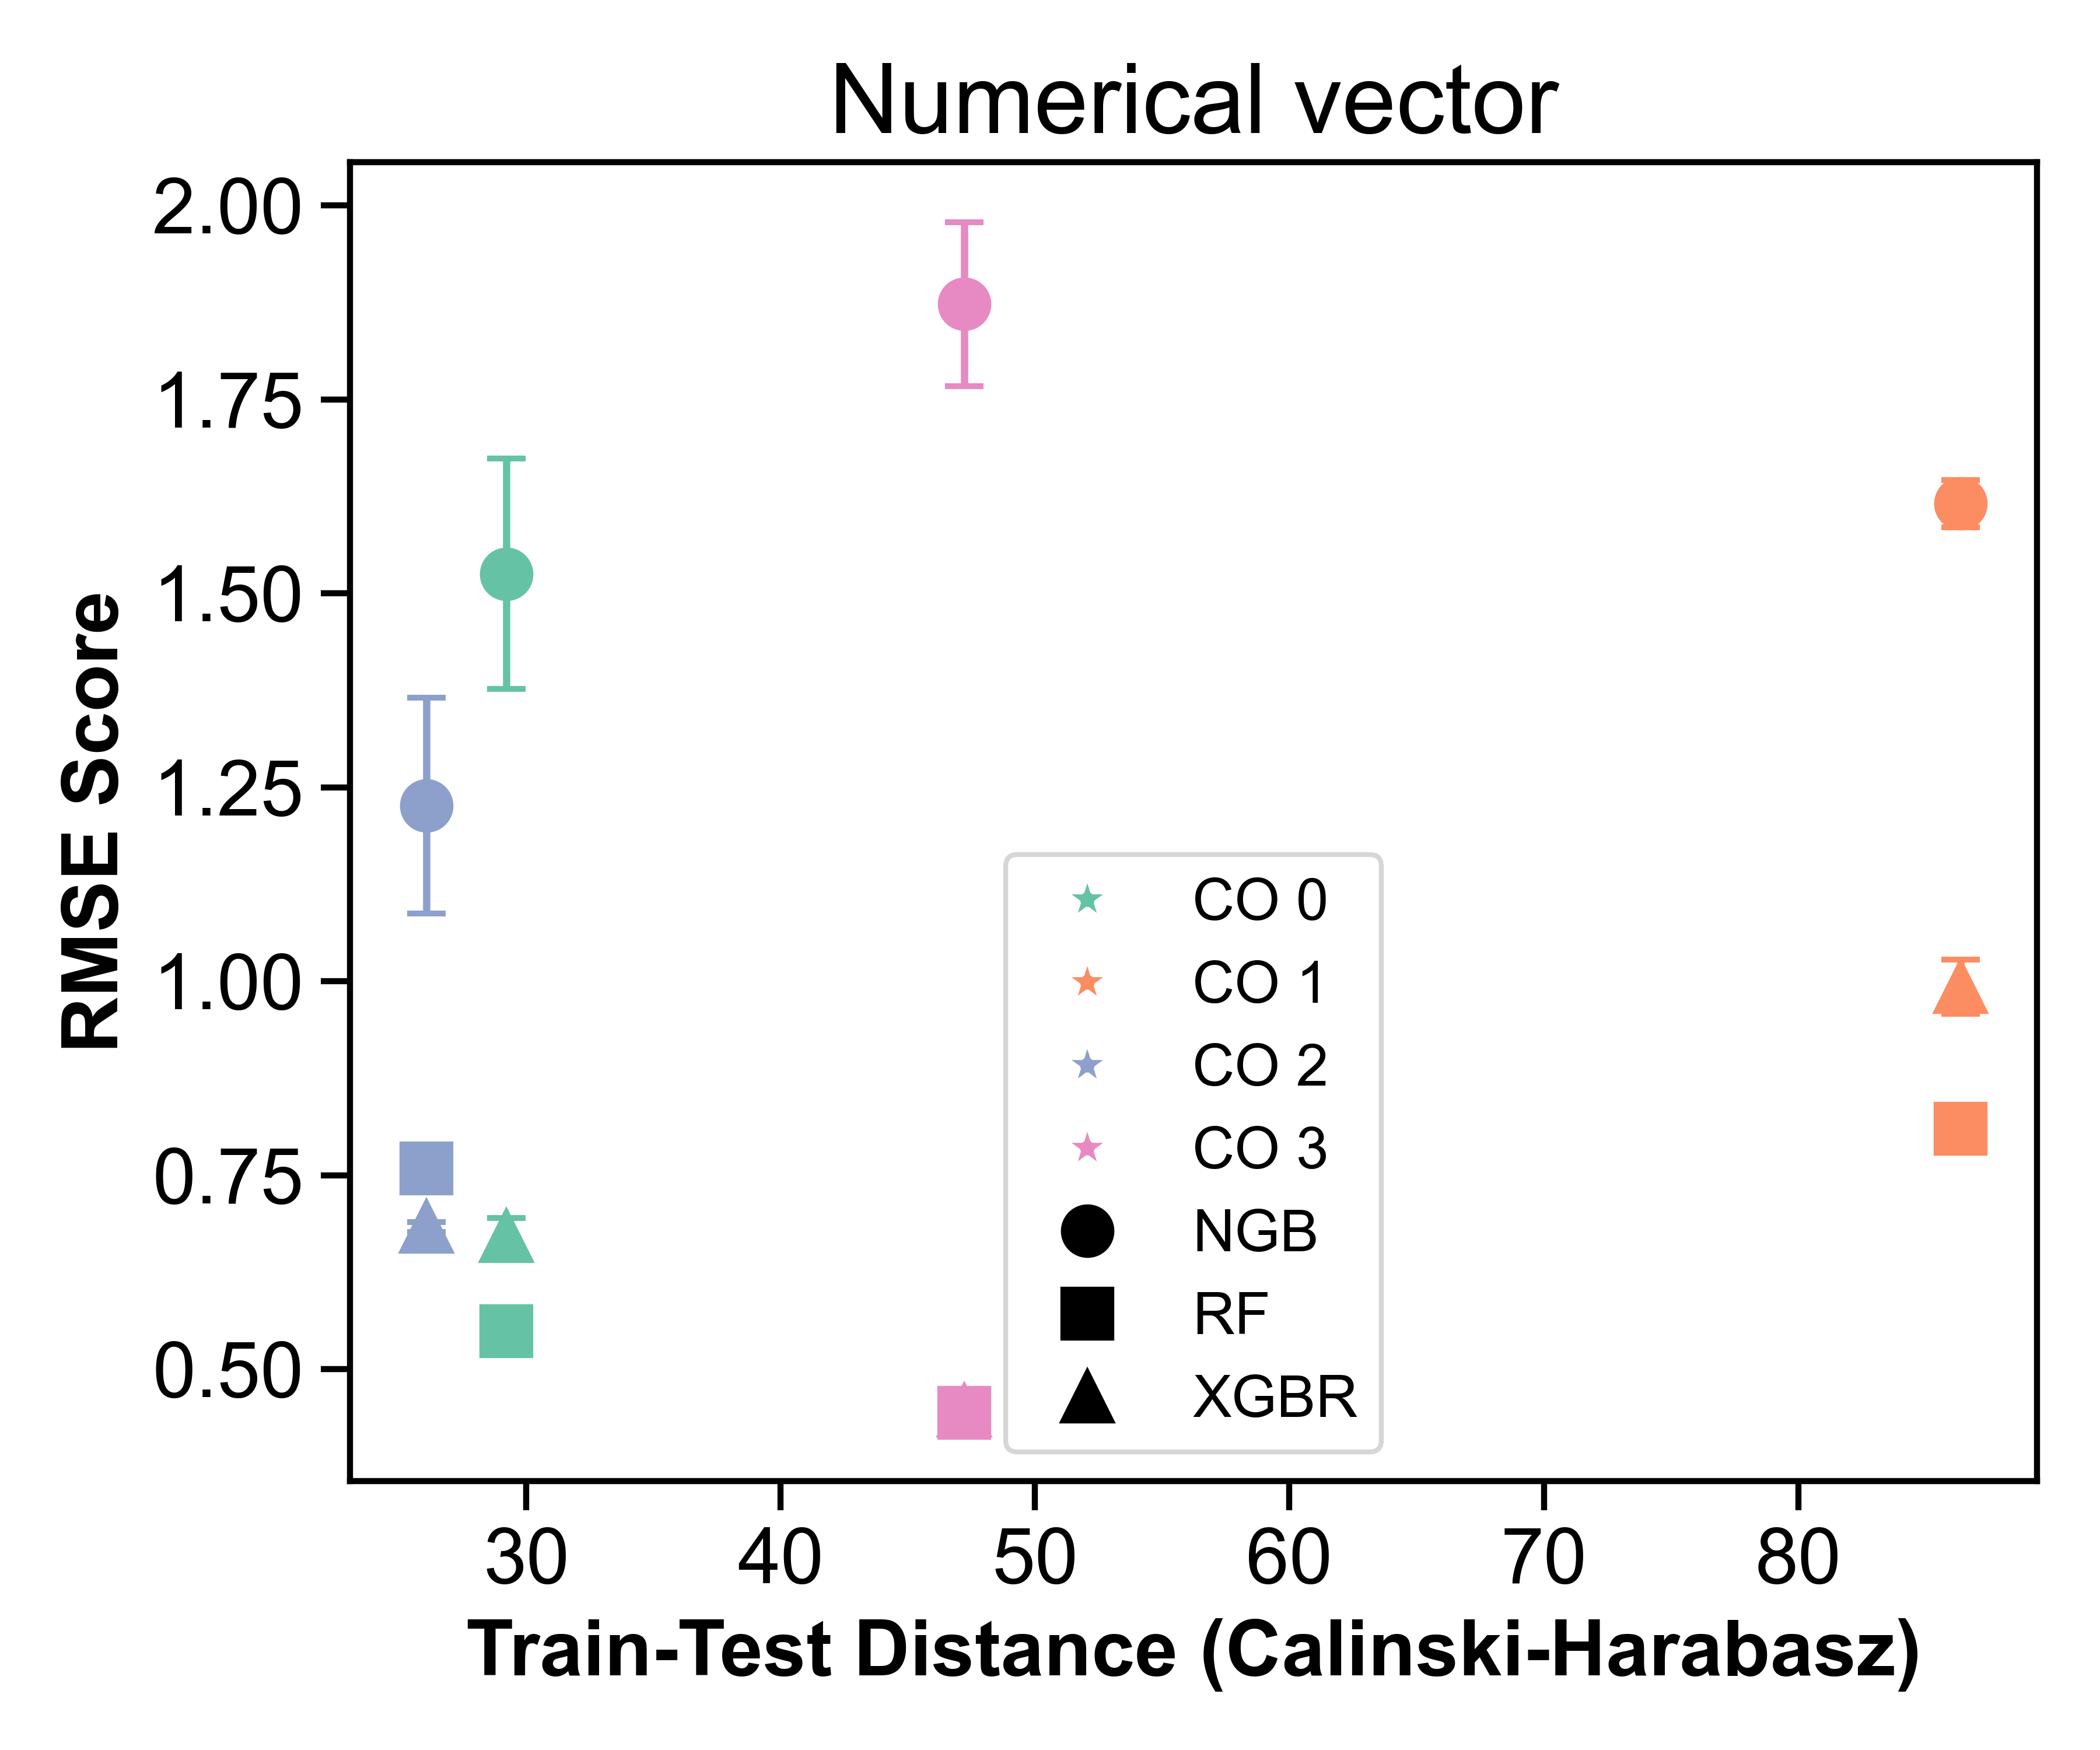 Numerical vector
RMSE Score
2.00
1.75
1.50
1.25
1.00
0.75
0.50
CO 0
CO 1
CO 2
CO 3
NGB
RF
XGBR
30 40 50 60 70 80
Train-Test Distance (Calinski-Harabasz)